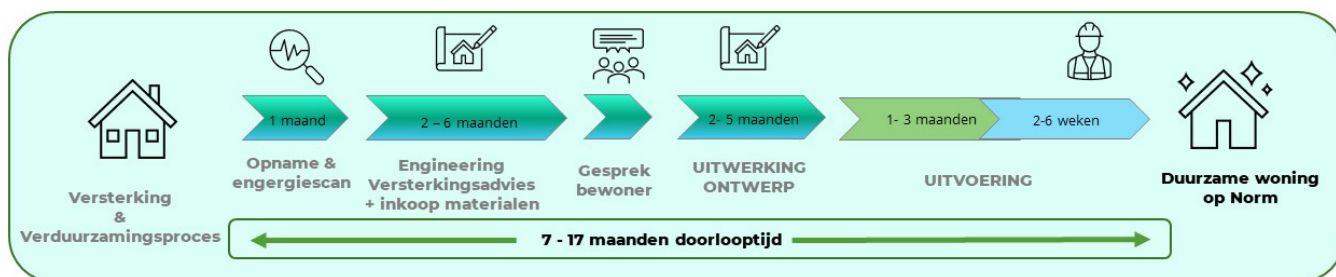 1 maand
2 – 6 maanden
2- 5 maanden
1- 3 maanden
2-6 weken
Versterking
&
Verduurzamingsproces
Opname &
engergiescan
Engineering
Versterkingsadvies
+ inkoop materialen
Gesprek
bewoner
UITWERKING
ONTWERP
UITVOERING
Duurzame woning
op Norm
7 - 17 maanden doorlooptijd